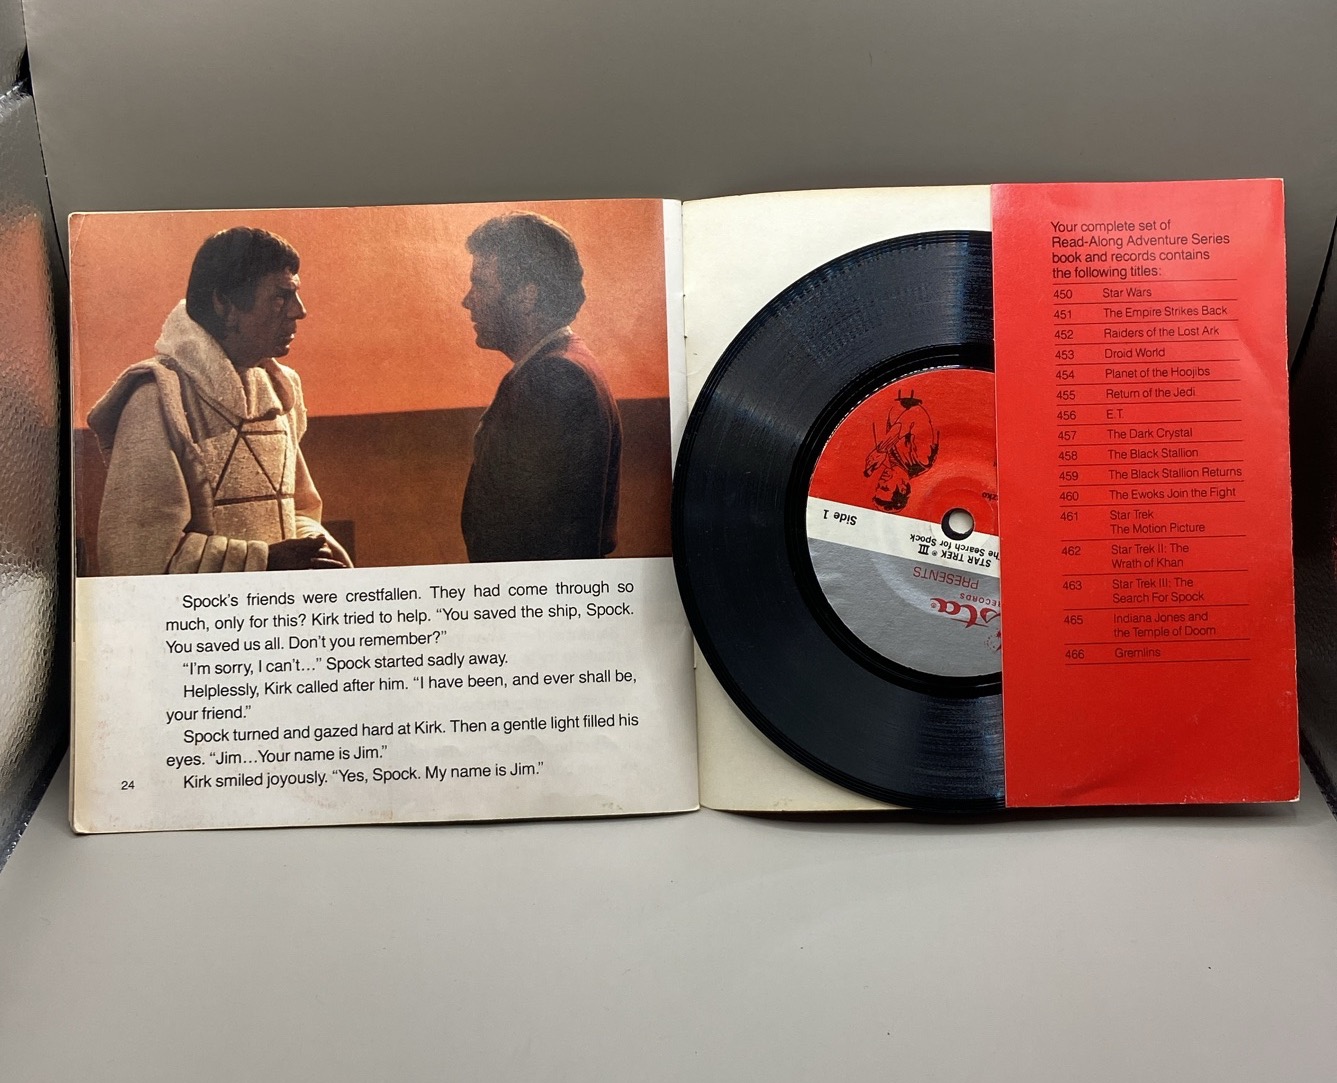 Spock's friends were crestfallen. They had come through so
much, only for this? Kirk tried to help. “You saved the ship, Spock.
You saved us all. Don't you remember?”
“I'm sorry, I can't...” Spock started sadly away.
Helplessly, Kirk called after him. “I have been, and ever shall be,
your friend.”
Spock turned and gazed hard at Kirk. Then a gentle light filled his
eyes. “Jim...Your name is Jim.”
Kirk smiled joyously. “Yes, Spock. My name is Jim.”
24
PRESENTS
STAR TREK® III
he Search for Spock
Side 1
Your complete set of
Read-Along Adventure Series
book and records contains
the following titles:
450 Star Wars
451 The Empire Strikes Back
452 Raiders of the Lost Ark
453 Droid World
454 Planet of the Hoojibs
455 Return of the Jedi
456 E.T.
457 The Dark Crystal
458 The Black Stallion
459 The Black Stallion Returns
460 The Ewoks Join the Fight
461 Star Trek
The Motion Picture
462 Star Trek II: The
Wrath of Khan
463 Star Trek III: The
Search For Spock
465 Indiana Jones and
the Temple of Doom
466 Gremlins